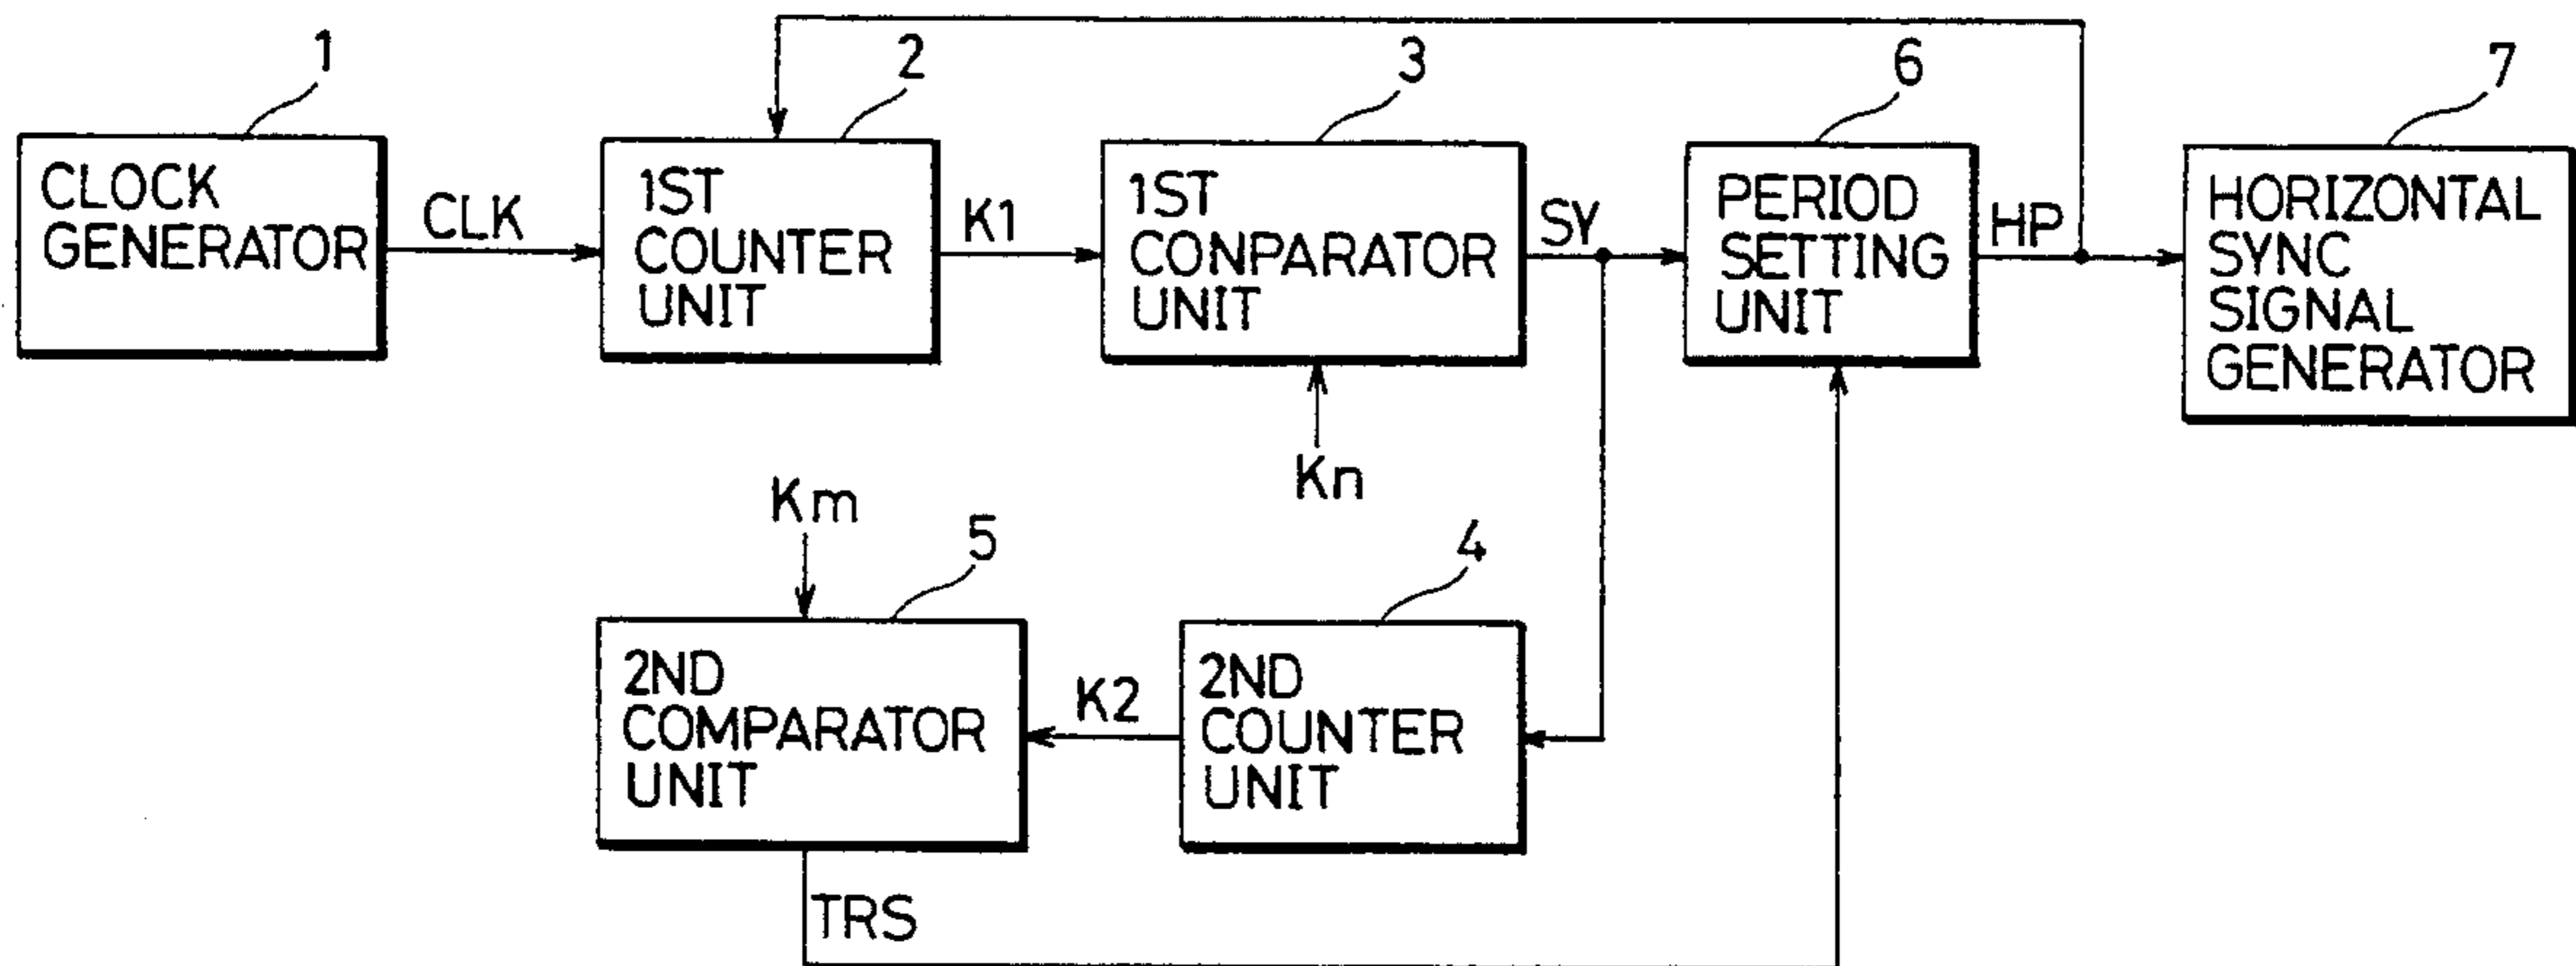 1
2
3
6
7
CLOCK
GENERATOR
CLK
1ST
COUNTER
UNIT
K1
1ST
CONPARATOR
UNIT
SY
PERIOD
SETTING
UNIT
HP
HORIZONTAL
SYNC
SIGNAL
GENERATOR
Kn
Km
5
4
2ND
COMPARATOR
UNIT
K2
2ND
COUNTER
UNIT
TRS